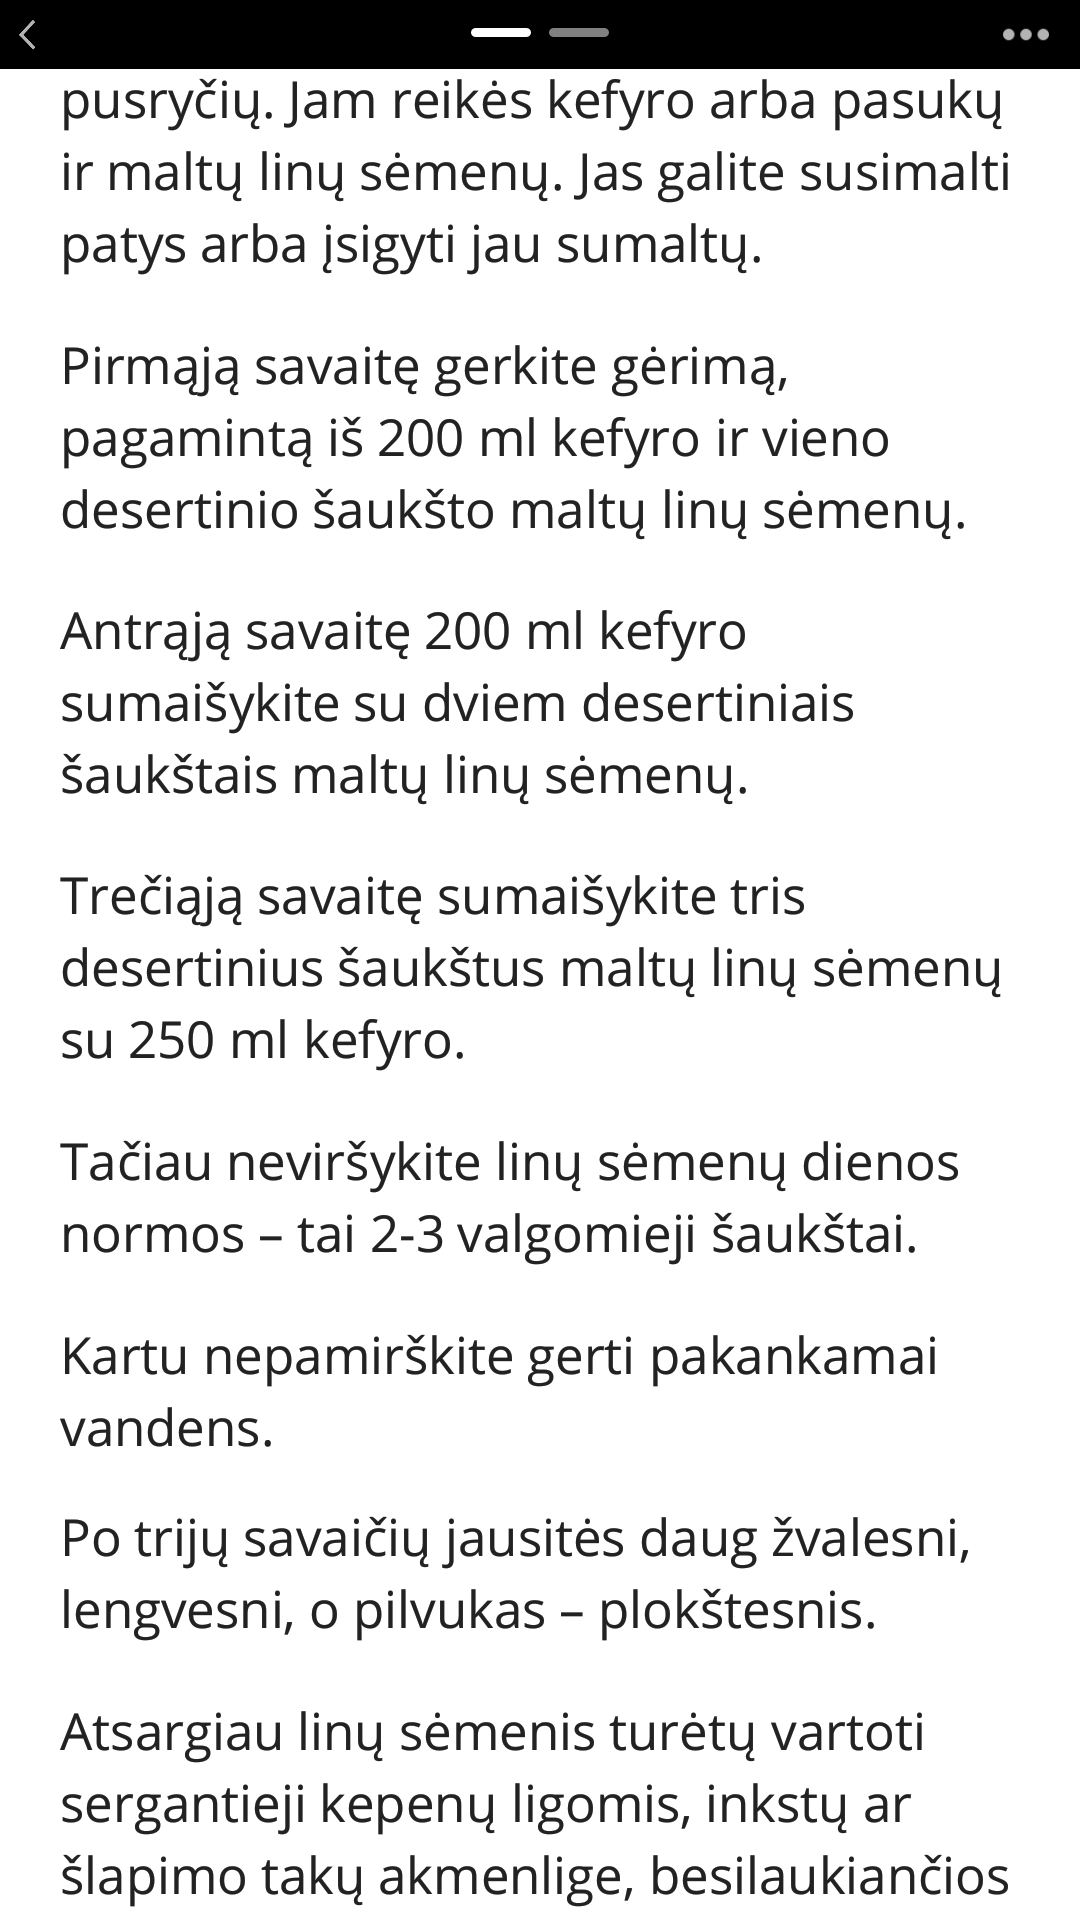 pusryčių. Jam reikės kefyro arba pasukų
ir maltų linų sėmenų. Jas galite susimalti
patys arba įsigyti jau sumaltų.
Pirmąją savaitę gerkite gėrimą,
pagamintą iš 200 ml kefyro ir vieno
desertinio šaukšto maltų linų sėmenų.
Antrąją savaitę 200 ml kefyro
sumaišykite su dviem desertiniais
šaukštais maltų linų sėmenų.
Trečiąją savaitę sumaišykite tris
desertinius šaukštus maltų linų sėmenų
su 250 ml kefyro.
Tačiau neviršykite linų sėmenų dienos
normos – tai 2-3 valgomieji šaukštai.
Kartu nepamirškite gerti pakankamai
vandens.
Po trijų savaičių jausitės daug žvalesni,
lengvesni, o pilvukas – plokštesnis.
Atsargiau linų sėmenis turėtų vartoti
sergantieji kepenų ligomis, inkstų ar
šlapimo takų akmenlige, besilaukiančios